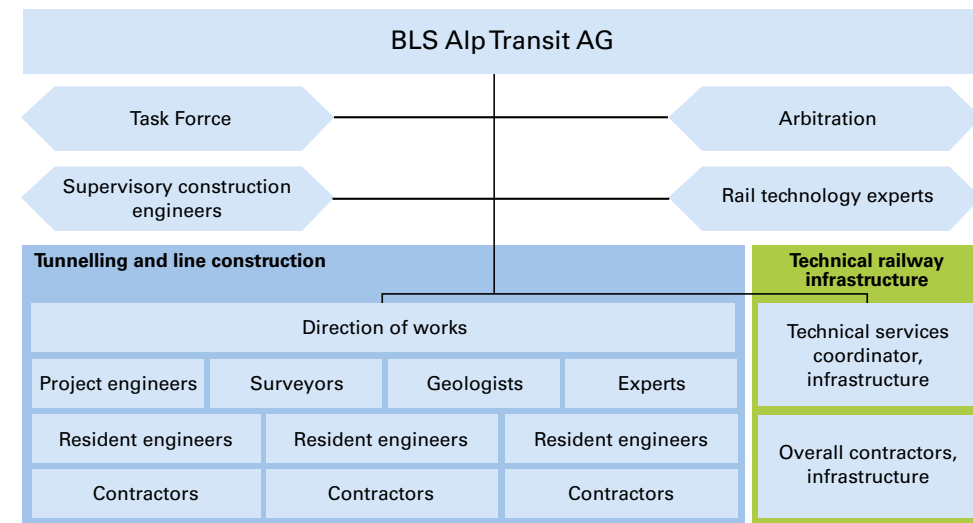 BLS AlpTransit AG
Task Forrce
Arbitration
Supervisory construction
engineers
Rail technology experts
Tunnelling and line construction
Technical railway
infrastructure
Direction of works
Technical services
coordinator,
infrastructure
Project engineers
Surveyors
Geologists
Experts
Resident engineers
Resident engineers
Resident engineers
Overall contractors,
infrastructure
Contractors
Contractors
Contractors